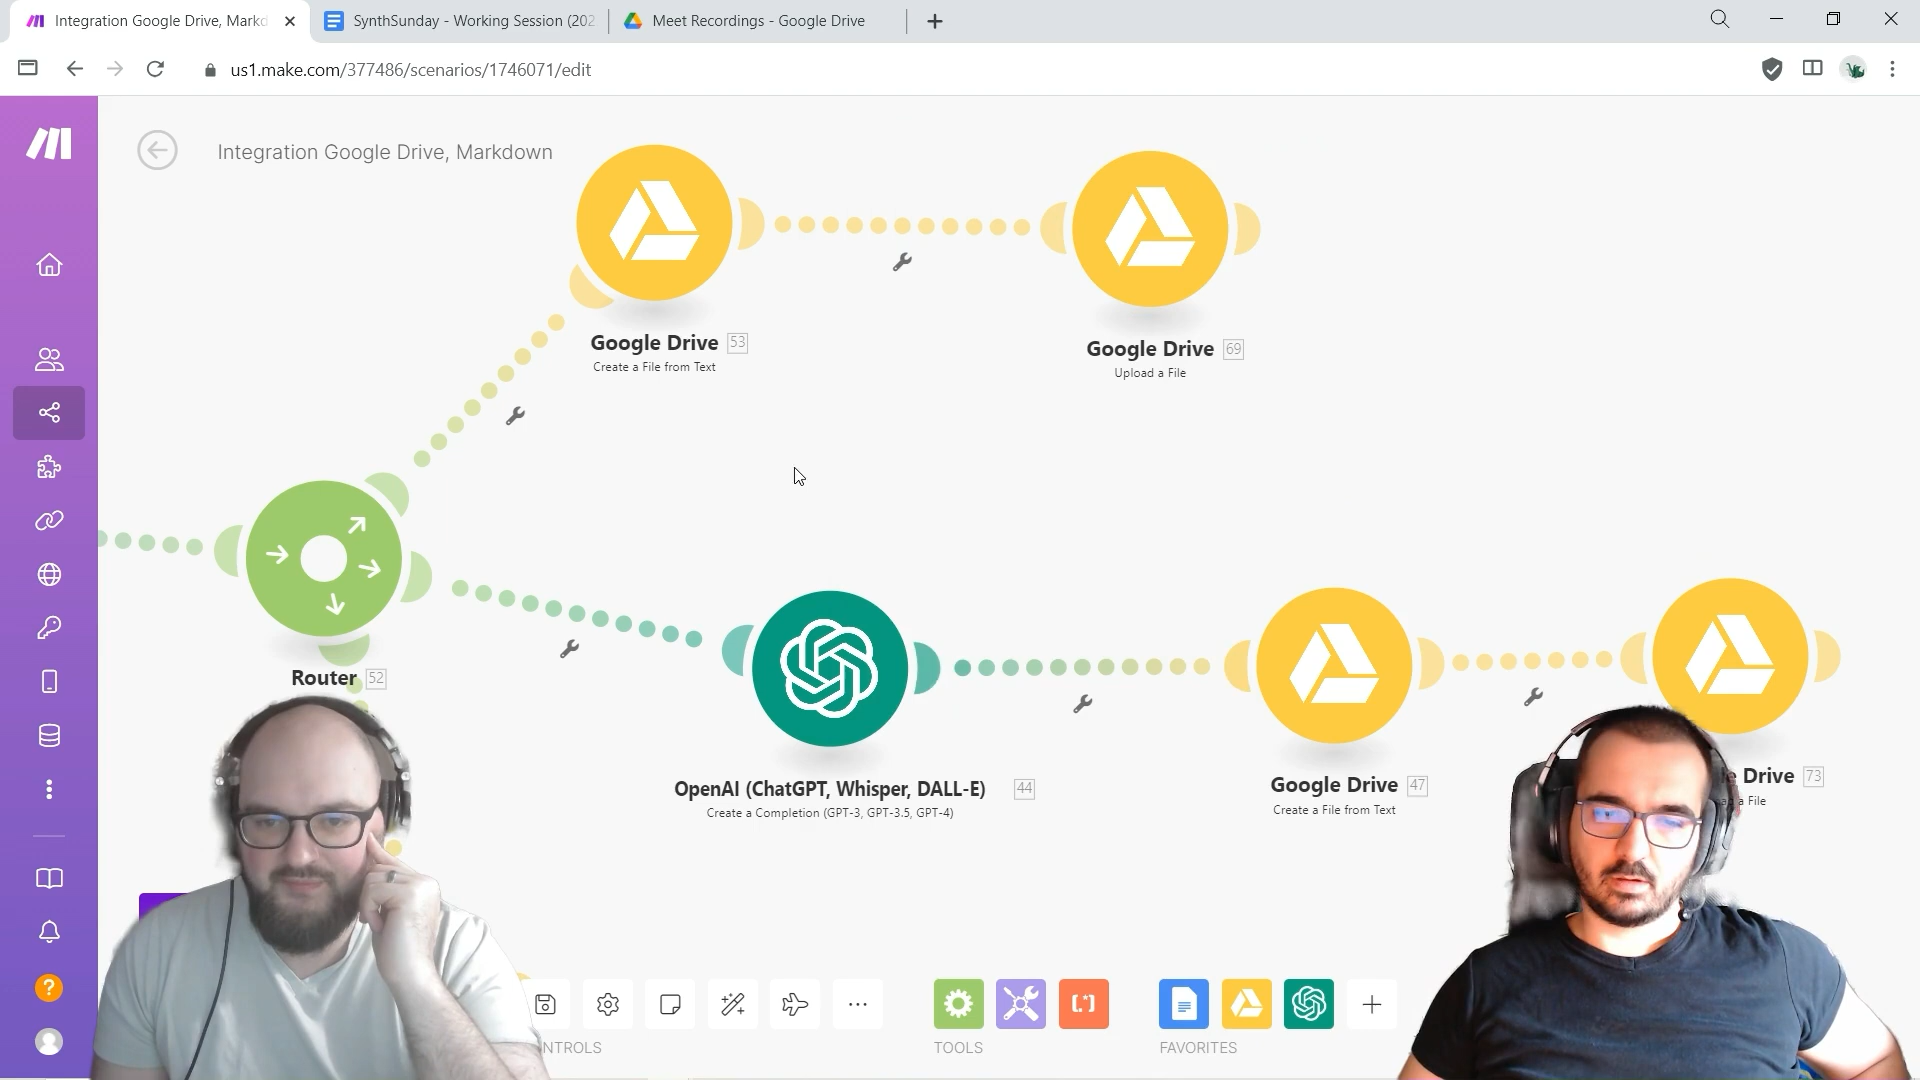 Integration Google Drive, Markd
SynthSunday - Working Session (202
Meet Recordings - Google Drive
us1.make.com/377486/scenarios/1746071/edit
Integration Google Drive, Markdown
Google Drive 53
Create a File from Text
Google Drive 69
Upload a File
Router 52
OpenAI (ChatGPT, Whisper, DALL-E) 44
Create a Completion (GPT-3, GPT-3.5, GPT-4)
Google Drive 47
Create a File from Text
e Drive 73
a File
?
NTROLS
TOOLS
FAVORITES